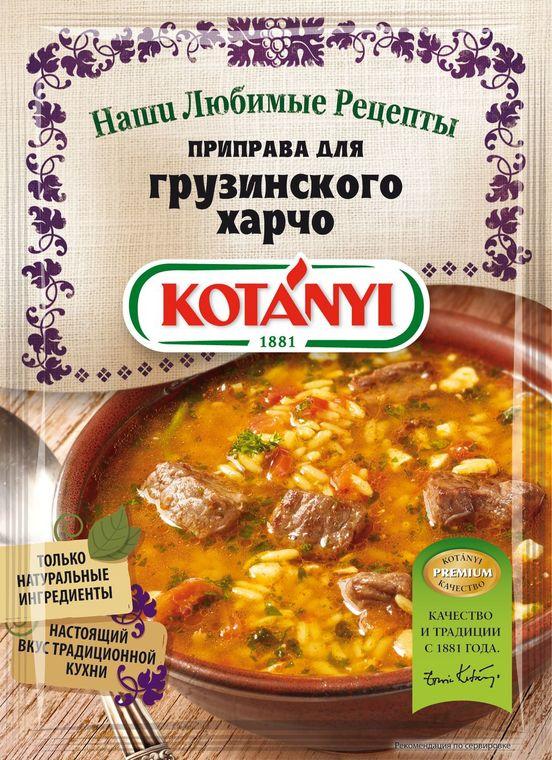 Наши Любимые Рецепты
ПРИПРАВА ДЛЯ
ГРУЗИНСКОГО
ХАРЧО
KOTÁNYI
1881
ТОЛЬКО
НАТУРАЛЬНЫЕ
ИНГРЕДИЕНТЫ
НАСТОЯЩИЙ
ВКУС ТРАДИЦИОННОЙ
КУХНИ
KOTÁNYI
PREMIUM
КАЧЕСТВО
КАЧЕСТВО
И ТРАДИЦИИ
С 1881 ГОДА.
Рекомендация по сервировке